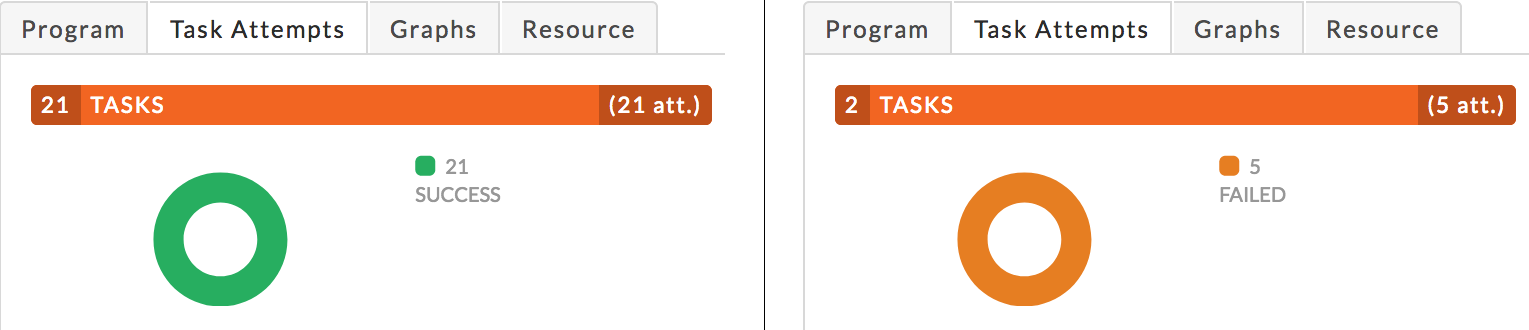 Program Task Attempts Graphs Resource
21 TASKS (21 att.)
21
SUCCESS
Program Task Attempts Graphs Resource
2 TASKS (5 att.)
5
FAILED